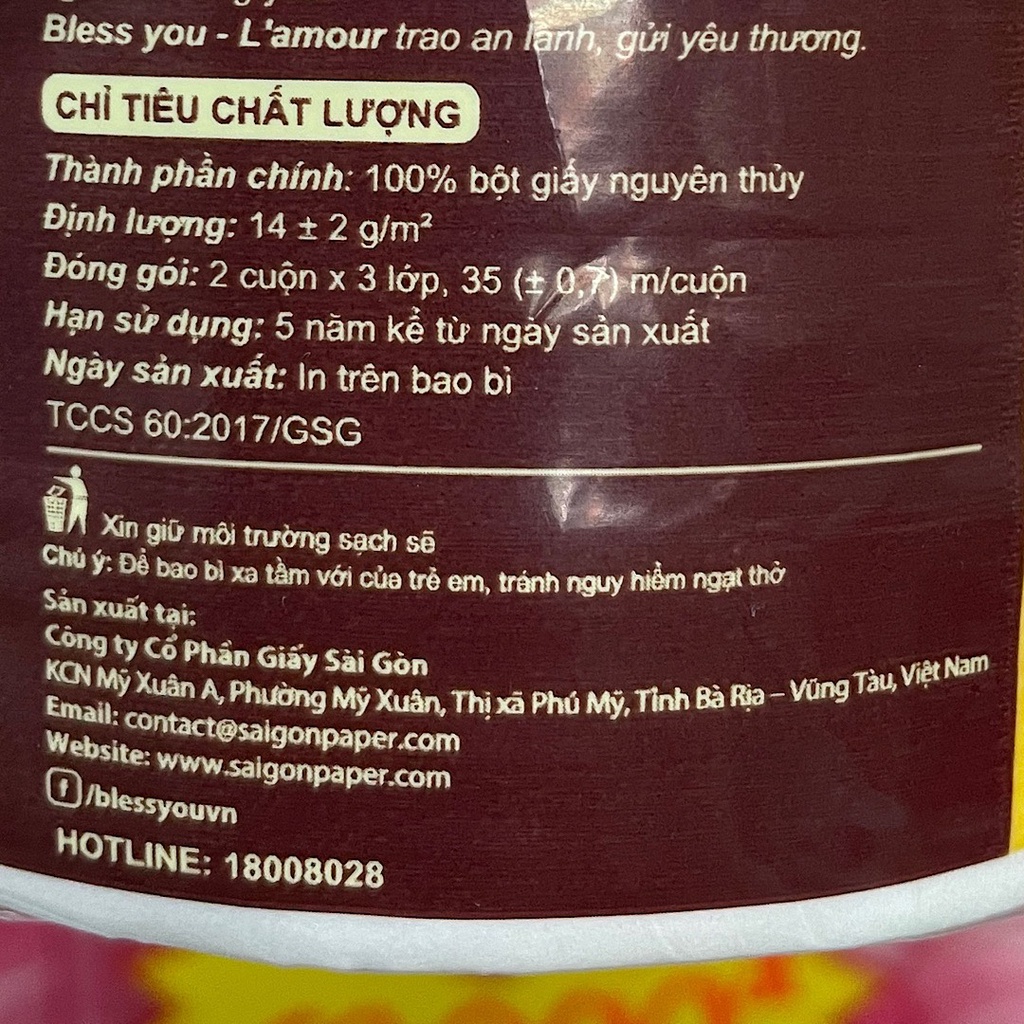 Bless you - L'amour trao an lành, gửi yêu thương.
CHỈ TIÊU CHẤT LƯỢNG
Thành phần chính: 100% bột giấy nguyên thủy
Định lượng: 14 ± 2 g/m²
Đóng gói: 2 cuộn x 3 lớp, 35 (± 0,7) m/cuộn
Hạn sử dụng: 5 năm kể từ ngày sản xuất
Ngày sản xuất: In trên bao bì
TCCS 60:2017/GSG
Xin giữ môi trường sạch sẽ
Chú ý: Để bao bì xa tầm với của trẻ em, tránh nguy hiểm ngạt thở
Sản xuất tại:
Công ty Cổ Phần Giấy Sài Gòn
KCN Mỹ Xuân A, Phường Mỹ Xuân, Thị xã Phú Mỹ, Tỉnh Bà Rịa – Vũng Tàu, Việt Nam
Email: contact@saigonpaper.com
Website: www.saigonpaper.com
f/blessyouvn
HOTLINE: 18008028